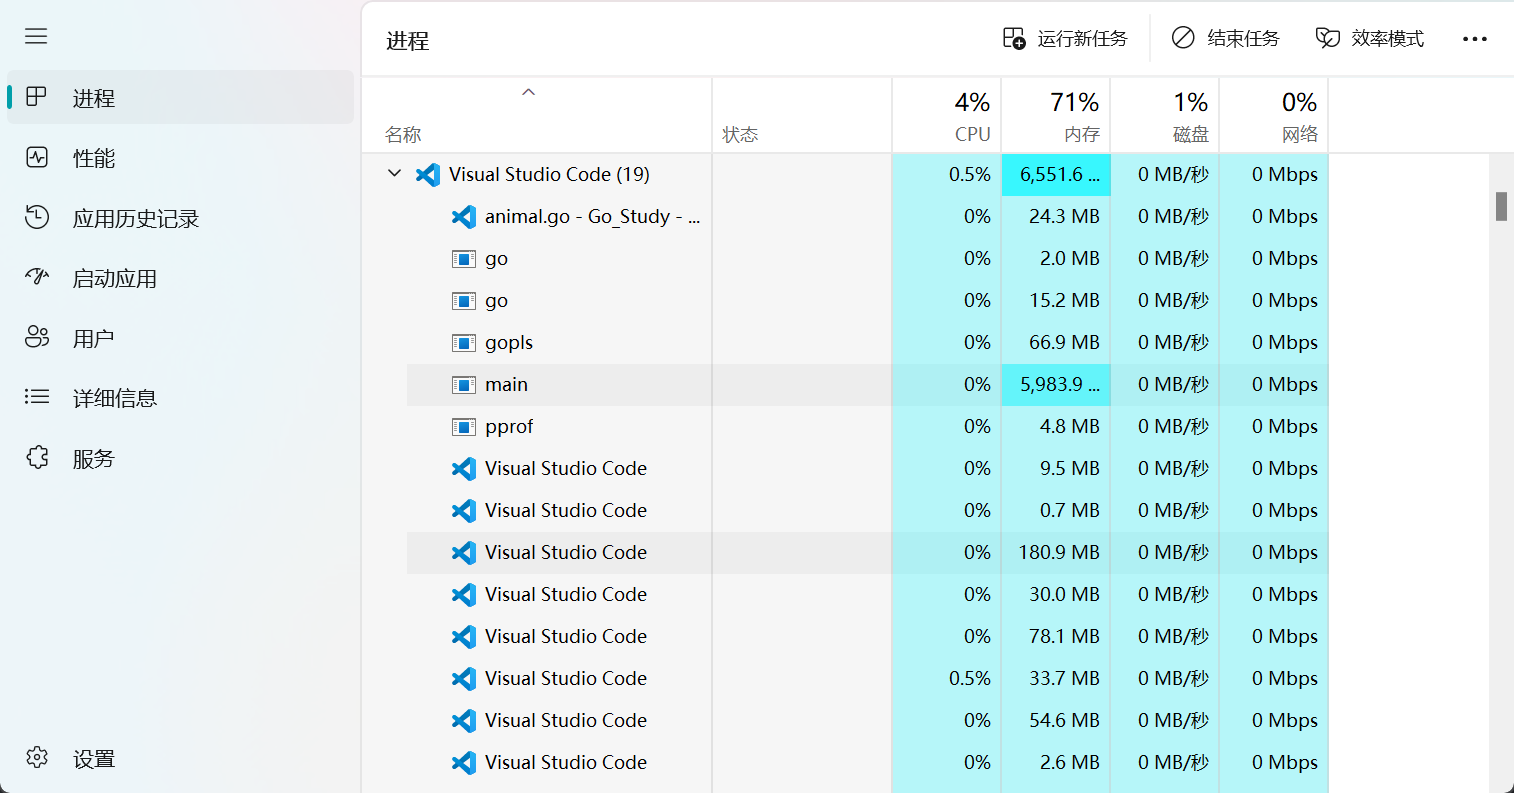 进程
运行新任务 结束任务 效率模式
进程
性能
应用历史记录
启动应用
用户
详细信息
服务
设置
4% 71% 1% 0%
名称 状态 CPU 内存 磁盘 网络
Visual Studio Code (19) 0.5% 6,551.6 ... 0 MB/秒 0 Mbps
animal.go - Go_Study - ... 0% 24.3 MB 0 MB/秒 0 Mbps
go 0% 2.0 MB 0 MB/秒 0 Mbps
go 0% 15.2 MB 0 MB/秒 0 Mbps
gopls 0% 66.9 MB 0 MB/秒 0 Mbps
main 0% 5,983.9 ... 0 MB/秒 0 Mbps
pprof 0% 4.8 MB 0 MB/秒 0 Mbps
Visual Studio Code 0% 9.5 MB 0 MB/秒 0 Mbps
Visual Studio Code 0% 0.7 MB 0 MB/秒 0 Mbps
Visual Studio Code 0% 180.9 MB 0 MB/秒 0 Mbps
Visual Studio Code 0% 30.0 MB 0 MB/秒 0 Mbps
Visual Studio Code 0% 78.1 MB 0 MB/秒 0 Mbps
Visual Studio Code 0.5% 33.7 MB 0 MB/秒 0 Mbps
Visual Studio Code 0% 54.6 MB 0 MB/秒 0 Mbps
Visual Studio Code 0% 2.6 MB 0 MB/秒 0 Mbps